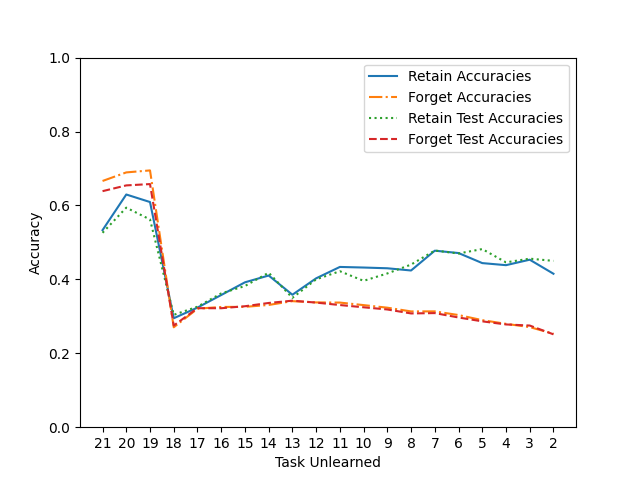 Retain Accuracies
Forget Accuracies
Retain Test Accuracies
Forget Test Accuracies
Accuracy
1.0
0.8
0.6
0.4
0.2
0.0
21 20 19 18 17 16 15 14 13 12 11 10 9 8 7 6 5 4 3 2
Task Unlearned